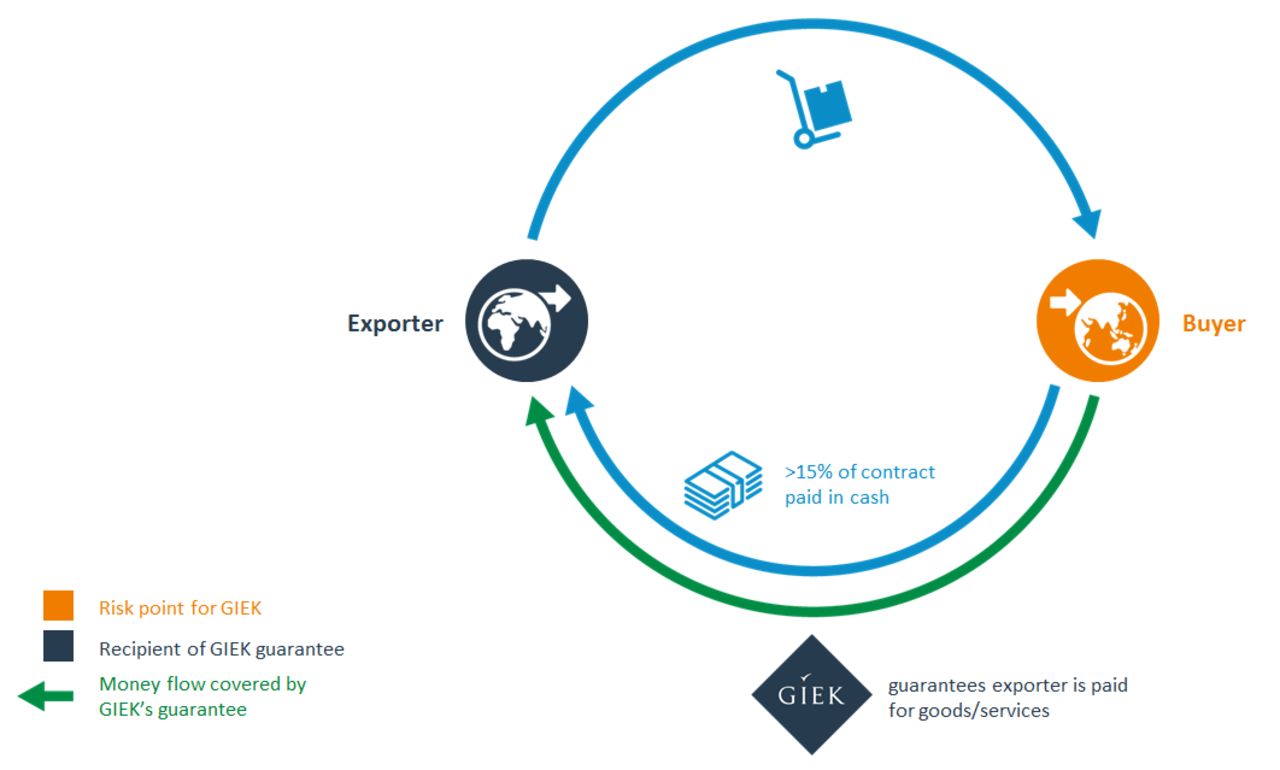 Exporter
Buyer
>15% of contract
paid in cash
Risk point for GIEK
Recipient of GIEK guarantee
Money flow covered by
GIEK’s guarantee
GIEK
guarantees exporter is paid
for goods/services